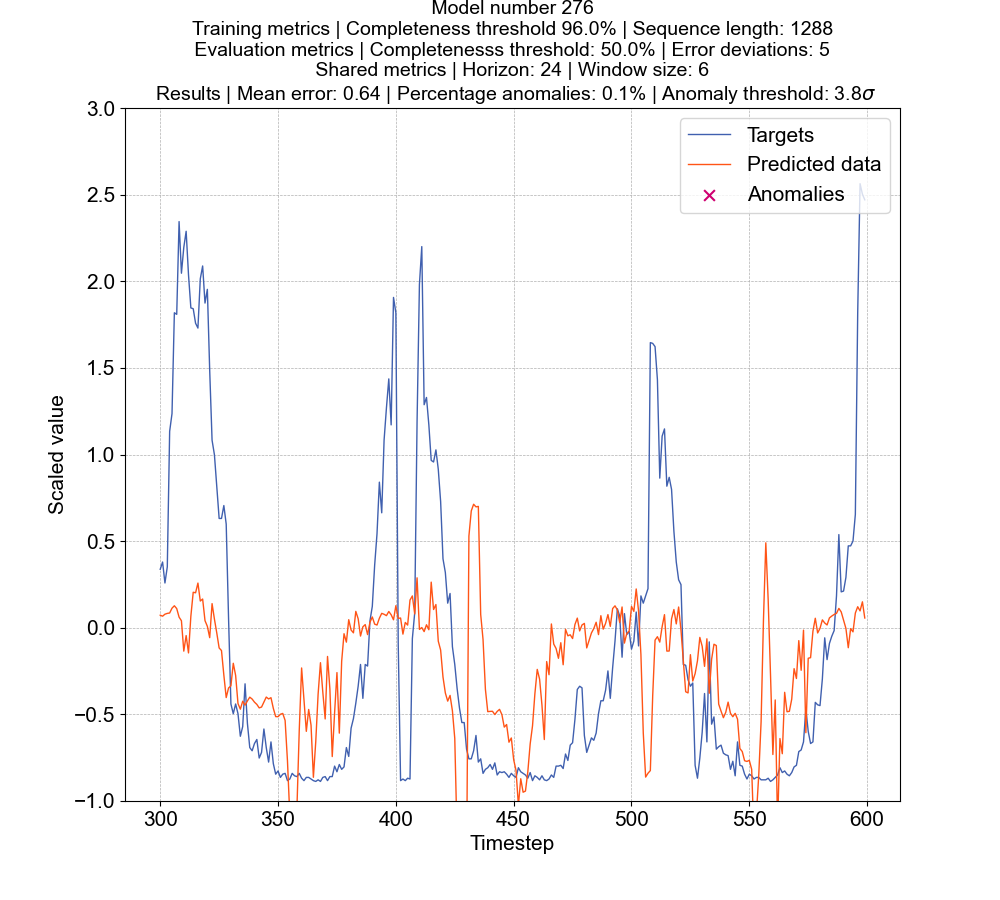 Model number 276
Training metrics | Completeness threshold 96.0% | Sequence length: 1288
Evaluation metrics | Completenesss threshold: 50.0% | Error deviations: 5
Shared metrics | Horizon: 24 | Window size: 6
Results | Mean error: 0.64 | Percentage anomalies: 0.1% | Anomaly threshold: 3.8σ
3.0
2.5
2.0
1.5
1.0
0.5
0.0
−0.5
−1.0
Scaled value
Targets
Predicted data
Anomalies
300 350 400 450 500 550 600
Timestep